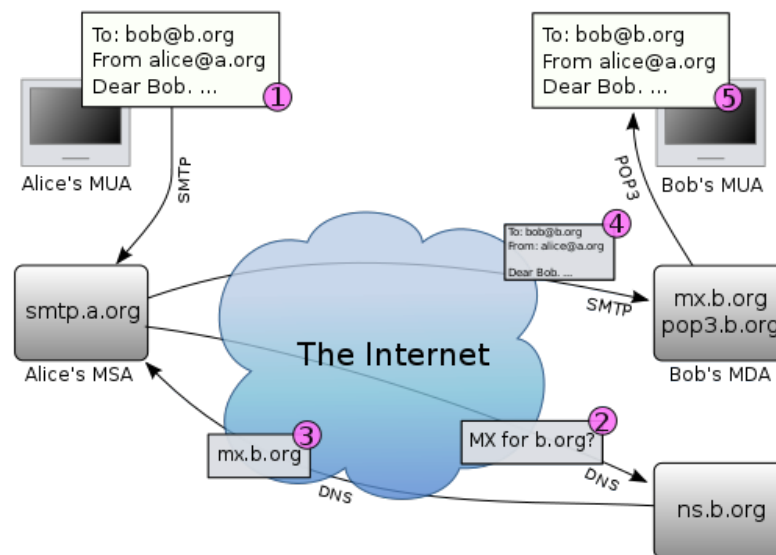 To: bob@b.org
From alice@a.org
Dear Bob. ...
1
Alice's MUA
SMTP
To: bob@b.org
From alice@a.org
Dear Bob. ...
5
Bob's MUA
POP3
To: bob@b.org
From: alice@a.org
Dear Bob. ...
4
SMTP
smtp.a.org
Alice's MSA
The Internet
mx.b.org
pop3.b.org
Bob's MDA
MX for b.org?
2
DNS
mx.b.org
3
DNS
ns.b.org